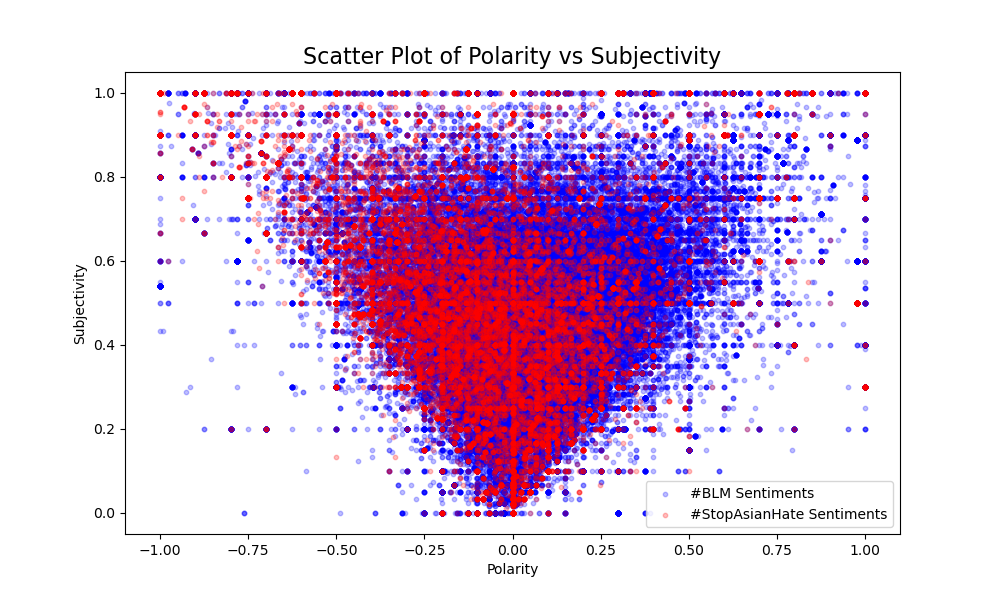 Scatter Plot of Polarity vs Subjectivity
Subjectivity
1.0
0.8
0.6
0.4
0.2
0.0
#BLM Sentiments
#StopAsianHate Sentiments
−1.00 −0.75 −0.50 −0.25 0.00 0.25 0.50 0.75 1.00
Polarity